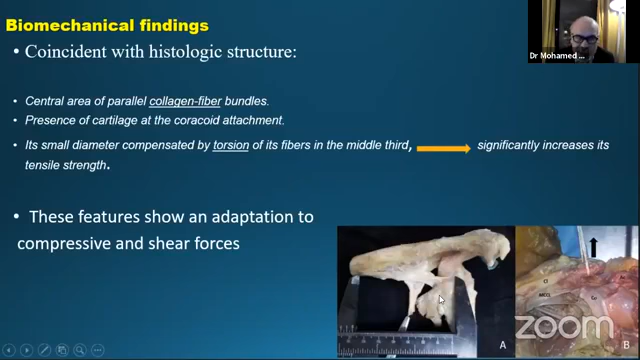 Biomechanical findings
• Coincident with histologic structure:
Dr Mohamed ...
• Central area of parallel collagen-fiber bundles.
• Presence of cartilage at the coracoid attachment.
• Its small diameter compensated by torsion of its fibers in the middle third, significantly increases its
tensile strength.
• These features show an adaptation to
compressive and shear forces
A
CT
MCCL
zoom
B